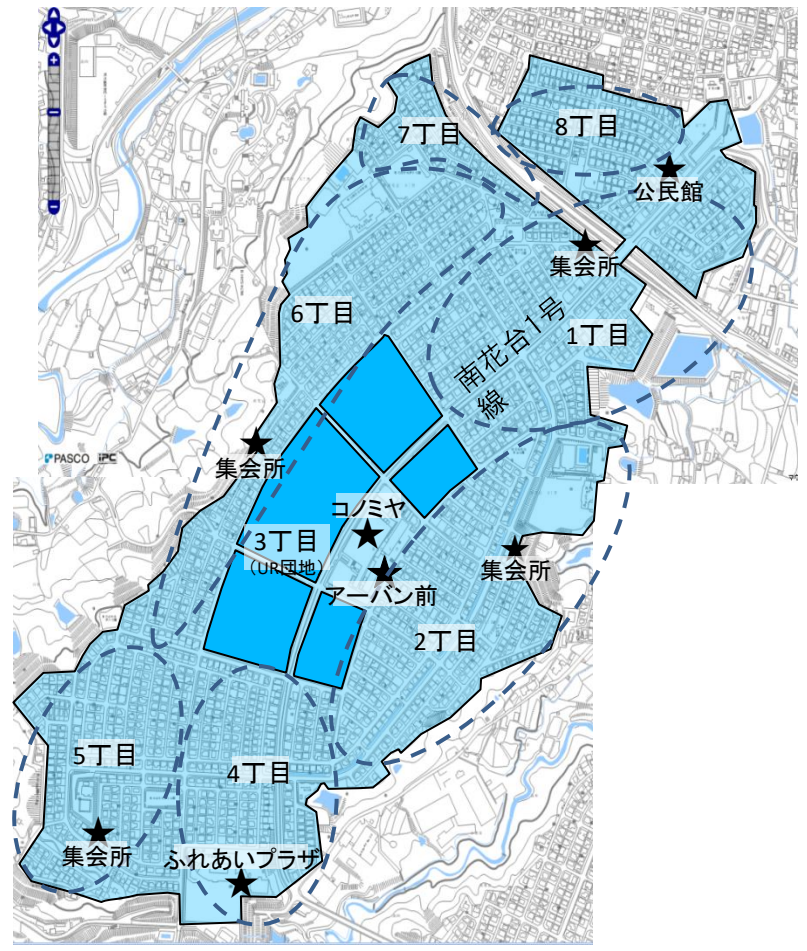 7丁目
8丁目
公民館
集会所
6丁目
1丁目
南花台1号
線
集会所
PASCO iPC
コノミヤ
3丁目
(UR団地)
集会所
アーバン前
2丁目
5丁目
4丁目
集会所
ふれあいプラザ